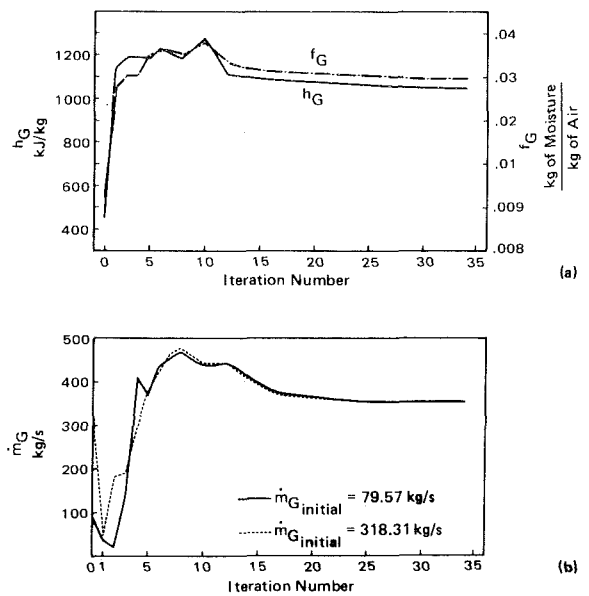 1200
1000
800
600
400
h_G
kJ/kg
f_G
h_G
.04
.03
.02
.01
.009
.008
f_G
kg of Moisture
kg of Air
0 5 10 15 20 25 30 35
Iteration Number
(a)
500
400
300
200
100
ṁ_G
kg/s
ṁ_G initial = 79.57 kg/s
ṁ_G initial = 318.31 kg/s
0 1 5 10 15 20 25 30 35
Iteration Number
(b)